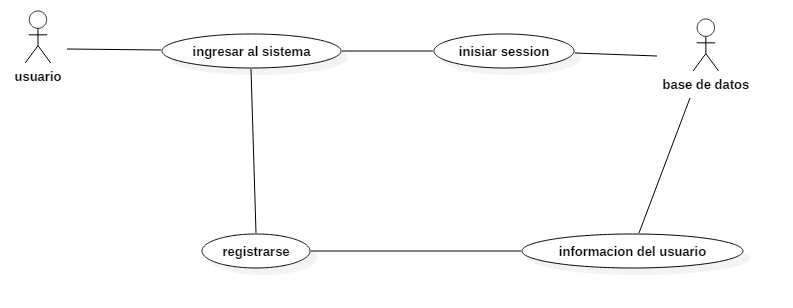 usuario
ingresar al sistema
inisiar session
base de datos
registrarse
informacion del usuario